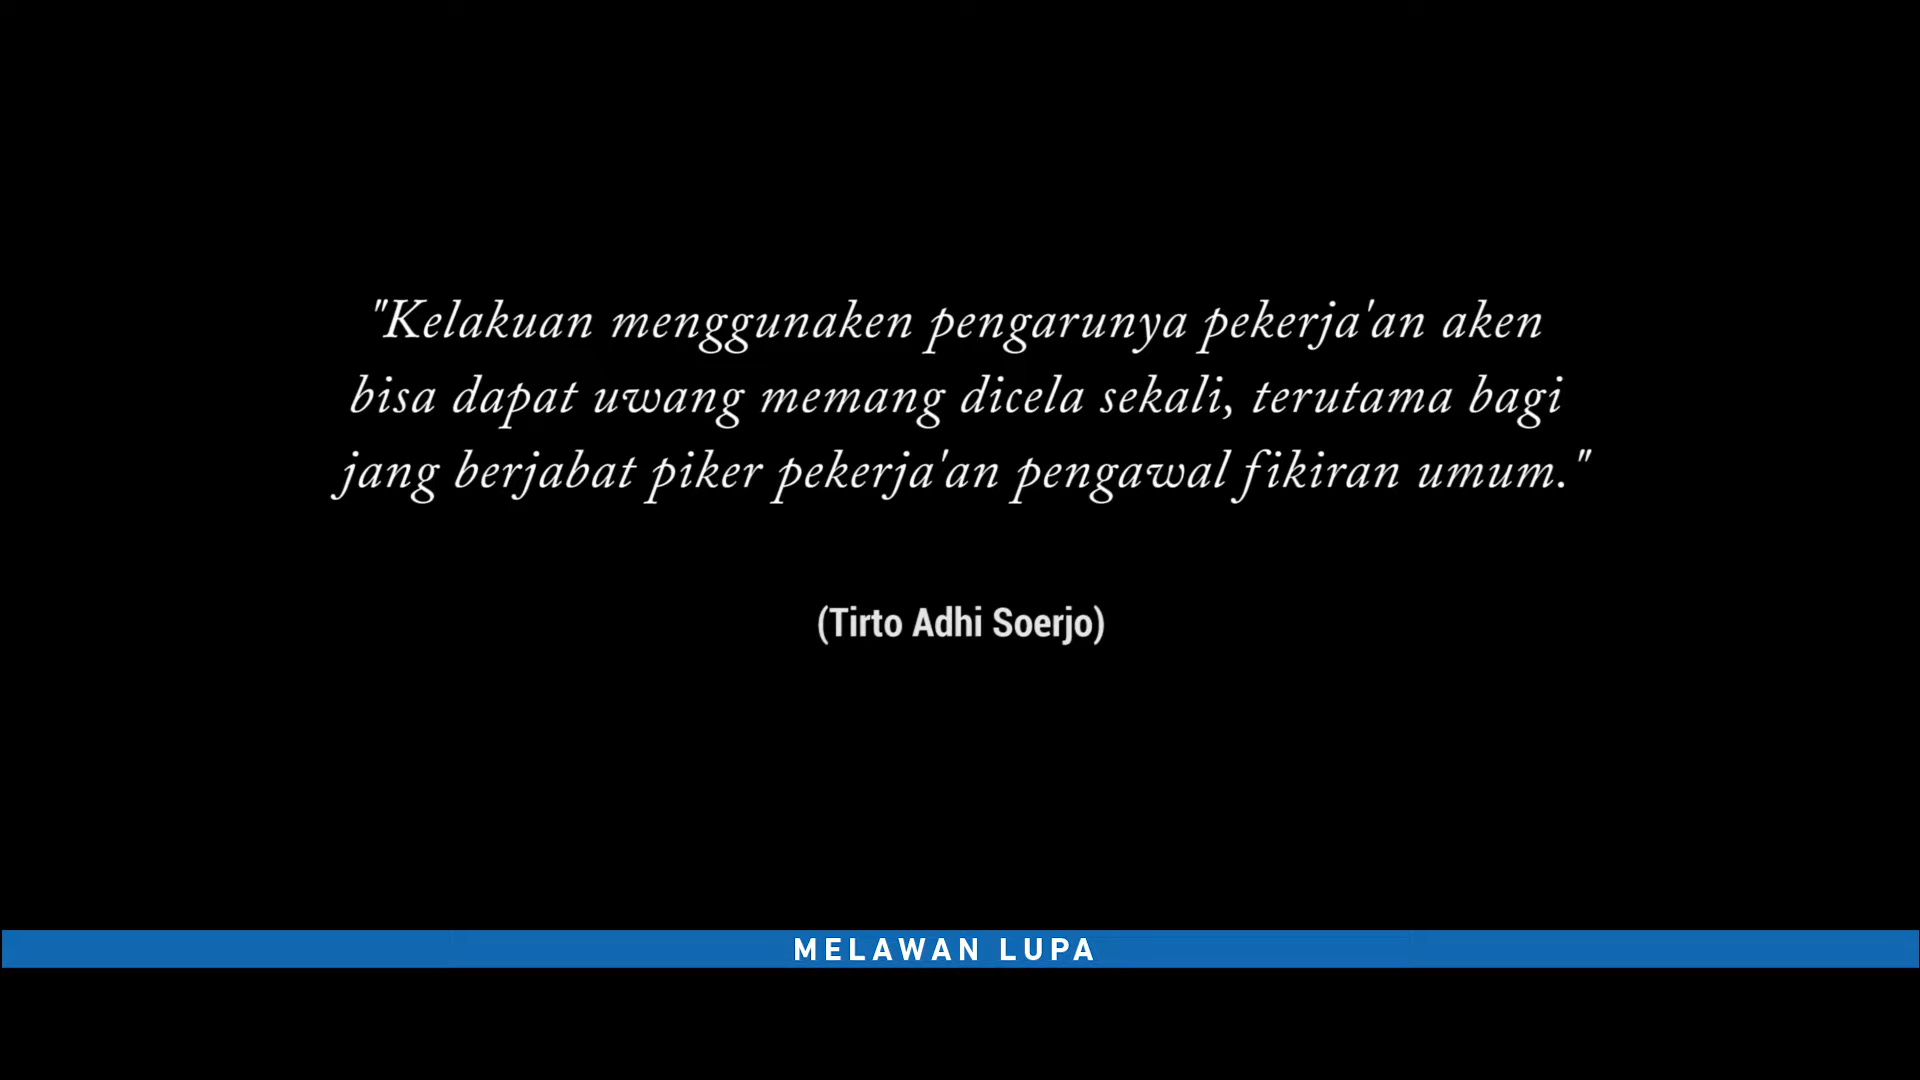 "Kelakuan menggunaken pengarunya pekerja'an aken
bisa dapat uwang memang dicela sekali, terutama bagi
jang berjabat piker pekerja'an pengawal fikiran umum."
(Tirto Adhi Soerjo)
MELAWAN LUPA